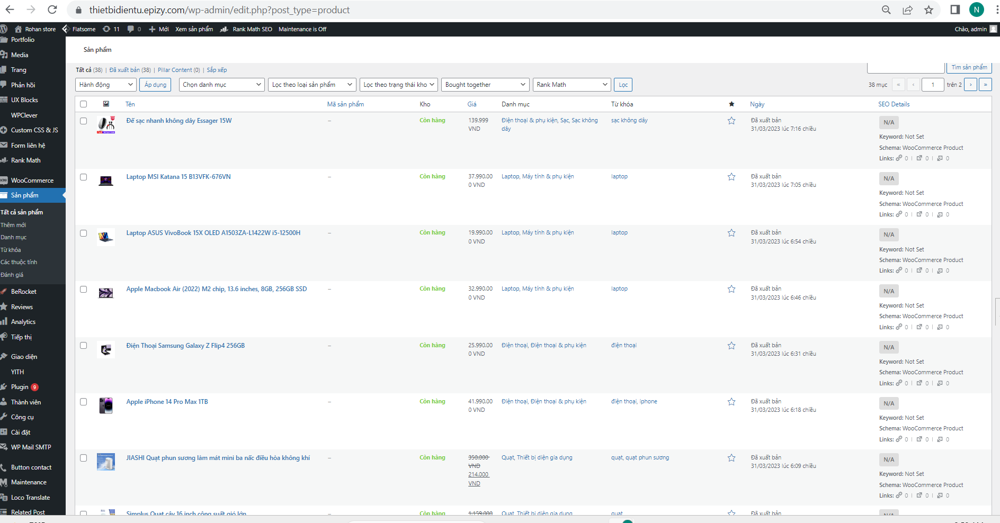 thietbidientu.epizy.com/wp-admin/edit.php?post_type=product
N
Rohan store
Flatsome
11
0
Mới
Xem sản phẩm
Rank Math SEO
Maintenance is Off
Chào, admin
Portfolio
Media
Trang
Phản hồi
UX Blocks
WPClever
Custom CSS & JS
Form liên hệ
Rank Math
WooCommerce
Sản phẩm
Tất cả sản phẩm
Thêm mới
Danh mục
Từ khóa
Các thuộc tính
Đánh giá
BeRocket
Reviews
Analytics
Tiếp thị
Giao diện
YITH
Plugin 9
Thành viên
Công cụ
Cài đặt
WP Mail SMTP
Button contact
Maintenance
Loco Translate
Related Post
Sản phẩm
Tất cả (38) | Đã xuất bản (38) | Pillar Content (0) | Sắp xếp
Tìm sản phẩm
Hành động
Áp dụng
Chọn danh mục
Lọc theo loại sản phẩm
Lọc theo trạng thái kho
Bought together
Rank Math
Lọc
38 mục « ‹ 1 trên 2 › »
Tên Mã sản phẩm Kho Giá Danh mục Từ khóa ★ Ngày SEO Details
Đế sạc nhanh không dây Essager 15W
–
Còn hàng
139.999
VND
Điện thoại & phụ kiện, Sạc, Sạc không
dây
sạc không dây
Đã xuất bản
31/03/2023 lúc 7:16 chiều
N/A
Keyword: Not Set
Schema: WooCommerce Product
Links: 0 | 0 | 0
Laptop MSI Katana 15 B13VFK-676VN
–
Còn hàng
37.990.00
0 VND
Laptop, Máy tính & phụ kiện
laptop
Đã xuất bản
31/03/2023 lúc 7:05 chiều
N/A
Keyword: Not Set
Schema: WooCommerce Product
Links: 0 | 0 | 0
Laptop ASUS VivoBook 15X OLED A1503ZA-L1422W i5-12500H
–
Còn hàng
19.990.00
0 VND
Laptop, Máy tính & phụ kiện
laptop
Đã xuất bản
31/03/2023 lúc 6:54 chiều
N/A
Keyword: Not Set
Schema: WooCommerce Product
Links: 0 | 0 | 0
Apple Macbook Air (2022) M2 chip, 13.6 inches, 8GB, 256GB SSD
–
Còn hàng
32.990.00
0 VND
Laptop, Máy tính & phụ kiện
laptop
Đã xuất bản
31/03/2023 lúc 6:46 chiều
N/A
Keyword: Not Set
Schema: WooCommerce Product
Links: 0 | 0 | 0
Điện Thoại Samsung Galaxy Z Flip4 256GB
–
Còn hàng
25.990.00
0 VND
Điện thoại, Điện thoại & phụ kiện
điện thoại
Đã xuất bản
31/03/2023 lúc 6:31 chiều
N/A
Keyword: Not Set
Schema: WooCommerce Product
Links: 0 | 0 | 0
Apple iPhone 14 Pro Max 1TB
–
Còn hàng
41.990.00
0 VND
Điện thoại, Điện thoại & phụ kiện
điện thoại, iphone
Đã xuất bản
31/03/2023 lúc 6:18 chiều
N/A
Keyword: Not Set
Schema: WooCommerce Product
Links: 0 | 0 | 0
JIASHI Quạt phun sương làm mát mini ba nấc điều hòa không khí
–
Còn hàng
350.000
VND
214.000
VND
Quạt, Thiết bị diện gia dụng
quạt, quạt phun sương
Đã xuất bản
31/03/2023 lúc 6:09 chiều
N/A
Keyword: Not Set
Schema: WooCommerce Product
Links: 0 | 0 | 0
Simplus Quạt cây 16 inch công suất gió lớn
–
Còn hàng
1.159.000
Quạt, Thiết bị diện gia dụng
quạt
Đã xuất bản
N/A